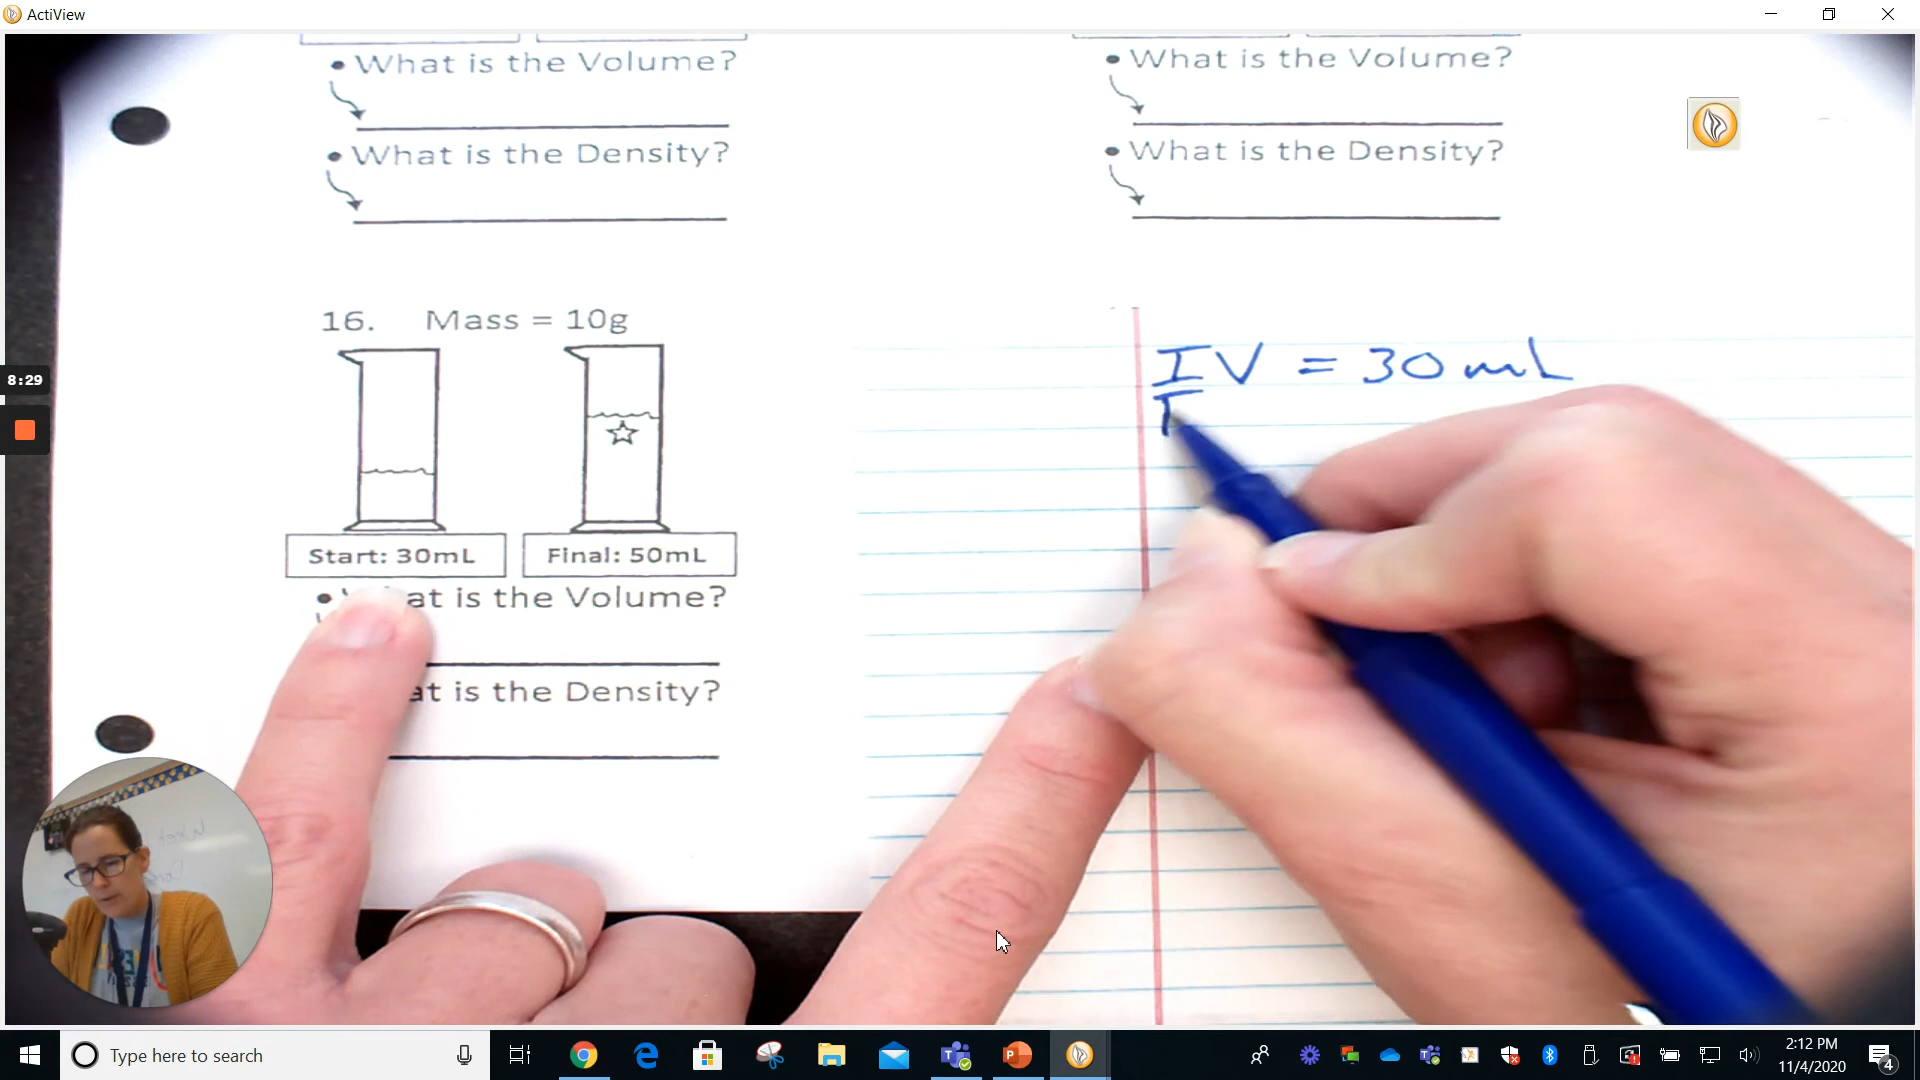 ActiView
• What is the Volume?
• What is the Density?
• What is the Volume?
• What is the Density?
16. Mass = 10g
Start: 30mL
Final: 50mL
at is the Volume?
at is the Density?
IV = 30 mL
8:29
Type here to search
2:12 PM
11/4/2020
4